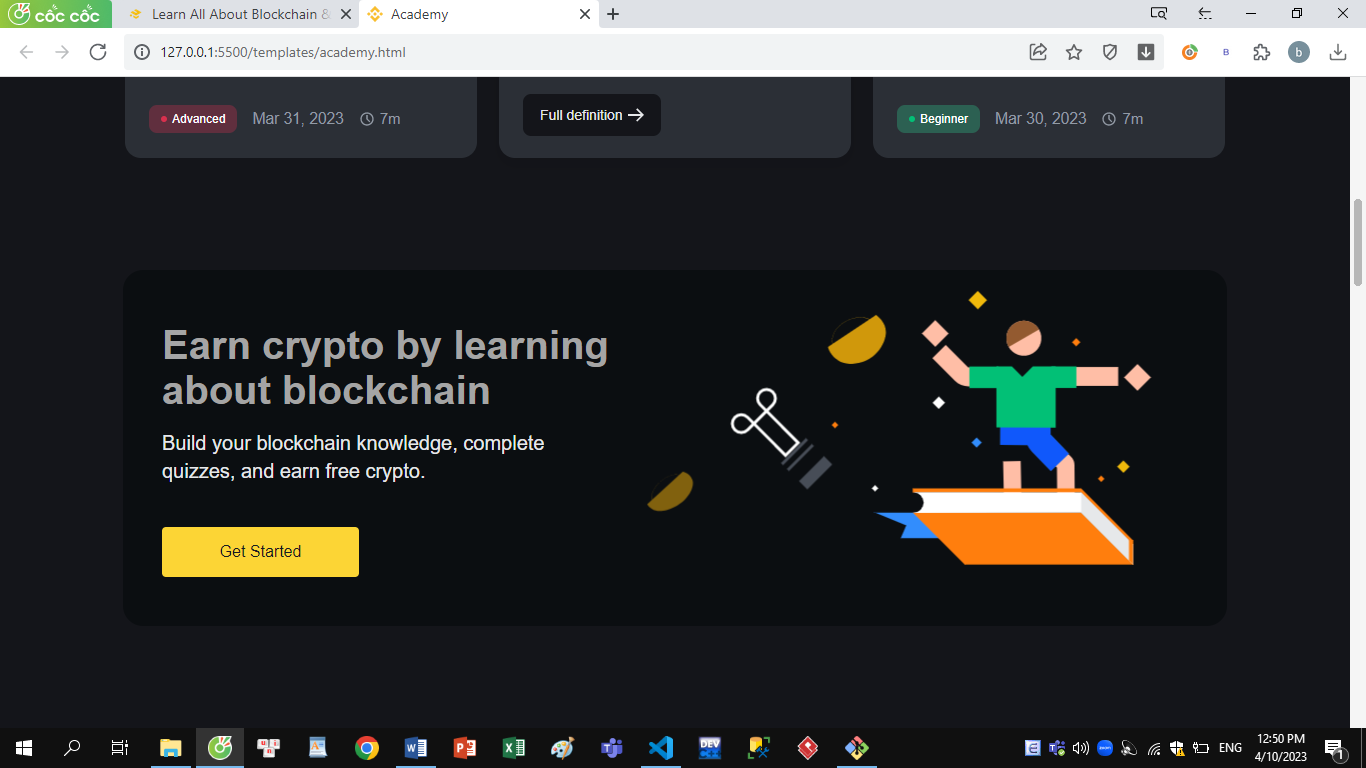 cốc cốc
Learn All About Blockchain &
Academy
127.0.0.1:5500/templates/academy.html
B
b
Advanced
Mar 31, 2023
7m
Full definition
Beginner
Mar 30, 2023
7m
Earn crypto by learning
about blockchain
Build your blockchain knowledge, complete
quizzes, and earn free crypto.
Get Started
DEV
ENG
12:50 PM
4/10/2023
1